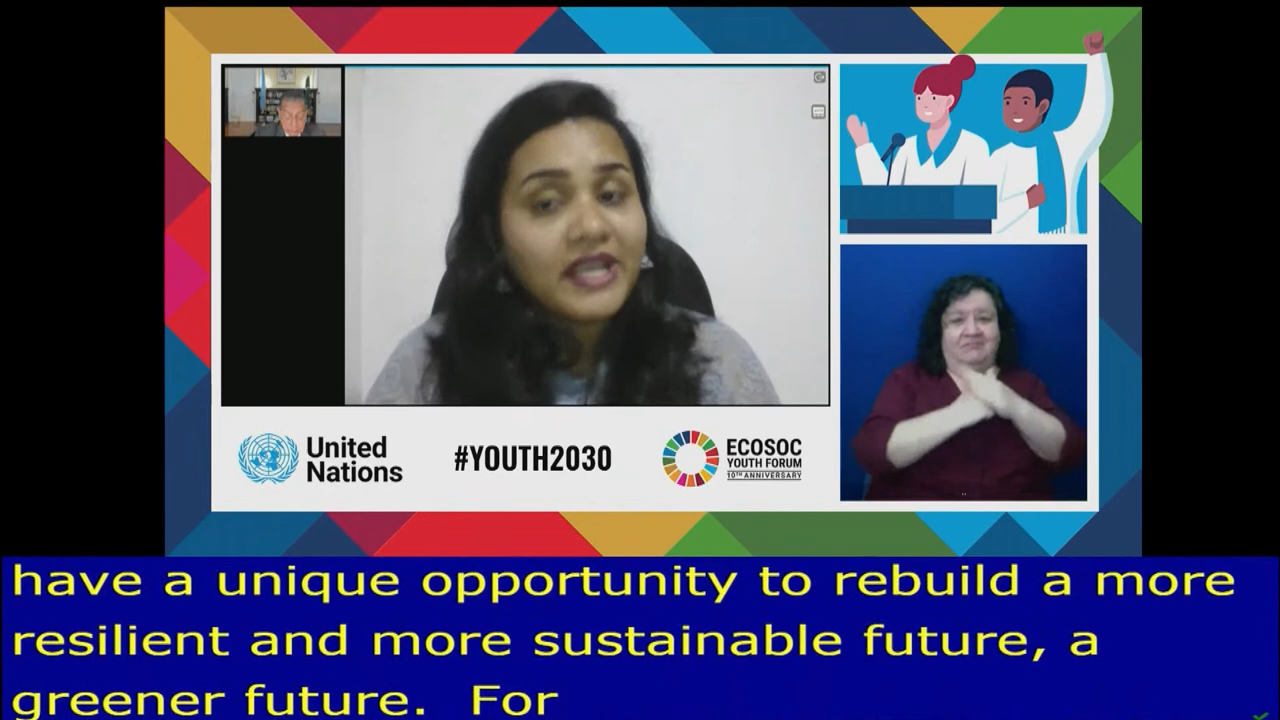 United
Nations
#YOUTH2030
ECOSOC
YOUTH FORUM
10TH ANNIVERSARY
have a unique opportunity to rebuild a more
resilient and more sustainable future, a
greener future.  For